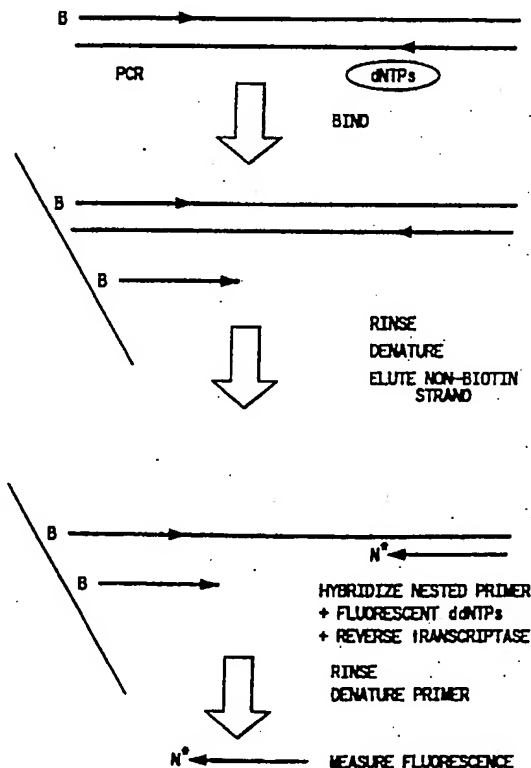 B
PCR
dNTPs
BIND
B
B
RINSE
DENATURE
ELUTE NON-BIOTIN
STRAND
B
N*
B
HYBRIDIZE NESTED PRIMER
+ FLUORESCENT ddNTPs
+ REVERSE TRANSCRIPTASE
RINSE
DENATURE PRIMER
N*
MEASURE FLUORESCENCE